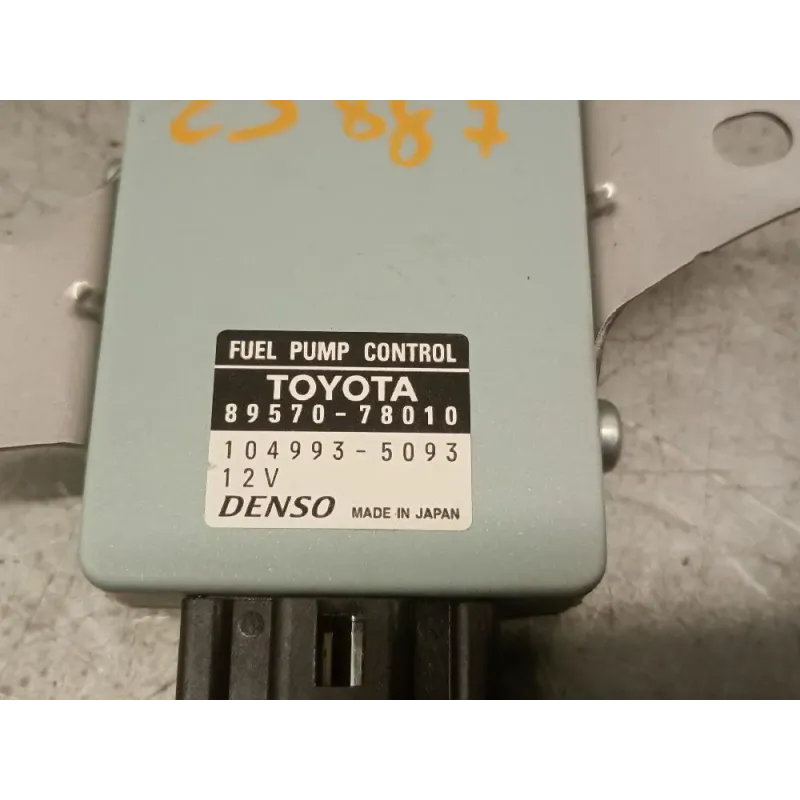 FUEL PUMP CONTROL
TOYOTA
89570-78010
104993-5093
12V
DENSO MADE IN JAPAN